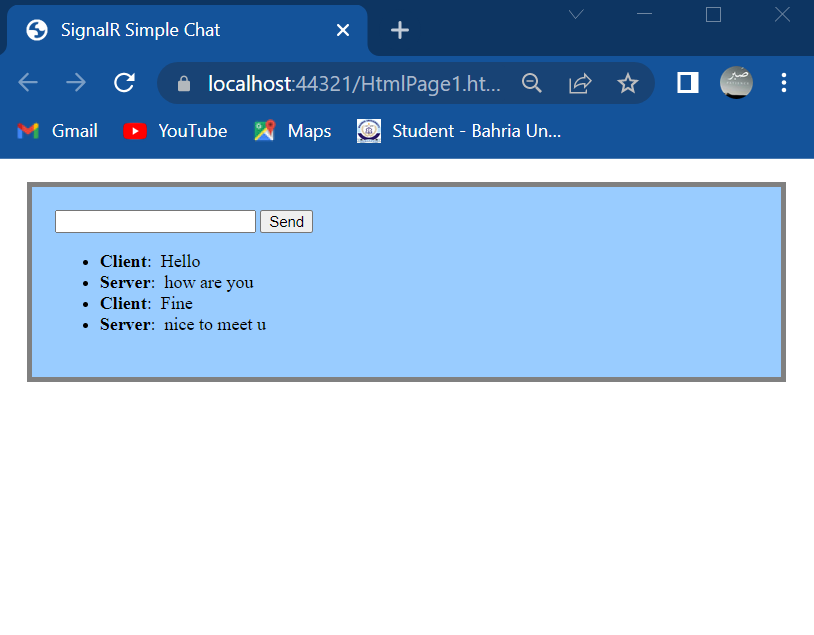 SignalR Simple Chat
localhost:44321/HtmlPage1.ht...
صبر
Gmail YouTube Maps Student - Bahria Un...
Send
• Client: Hello
• Server: how are you
• Client: Fine
• Server: nice to meet u